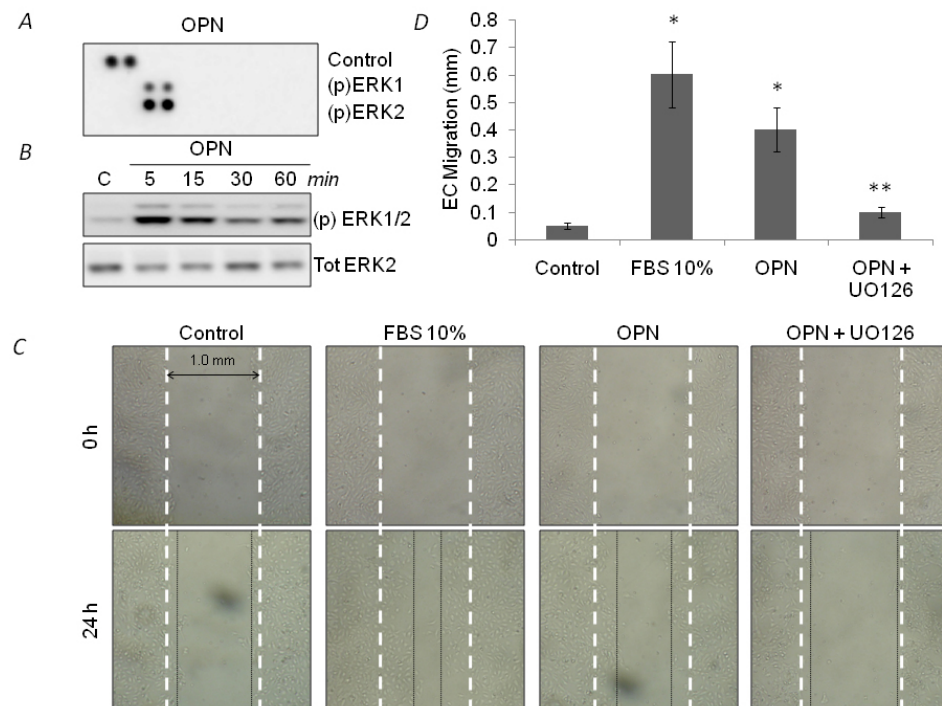 A
OPN
Control
(p)ERK1
(p)ERK2
B
OPN
C 5 15 30 60 min
(p) ERK1/2
Tot ERK2
D
EC Migration (mm)
0.8
0.7
0.6
0.5
0.4
0.3
0.2
0.1
0
*
*
**
Control FBS 10% OPN OPN +
UO126
C
Control FBS 10% OPN OPN + UO126
1.0 mm
0 h
24 h